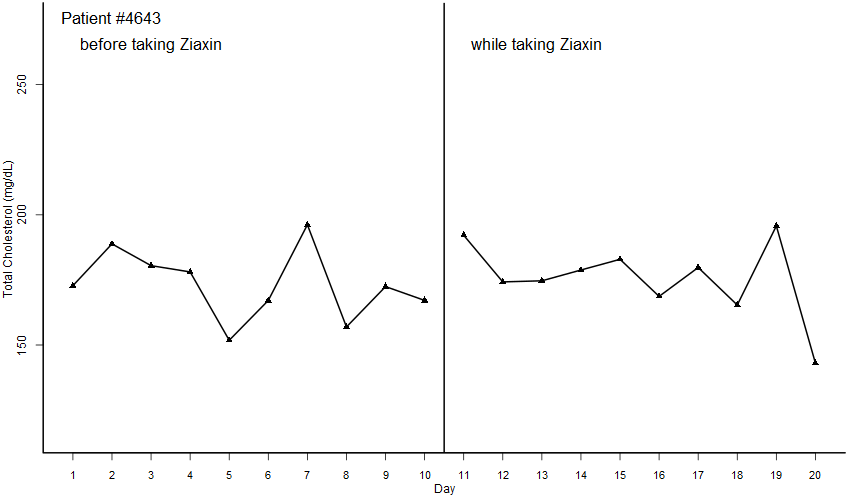 Patient #4643
before taking Ziaxin
while taking Ziaxin
Total Cholesterol (mg/dL)
250
200
150
1 2 3 4 5 6 7 8 9 10 11 12 13 14 15 16 17 18 19 20
Day